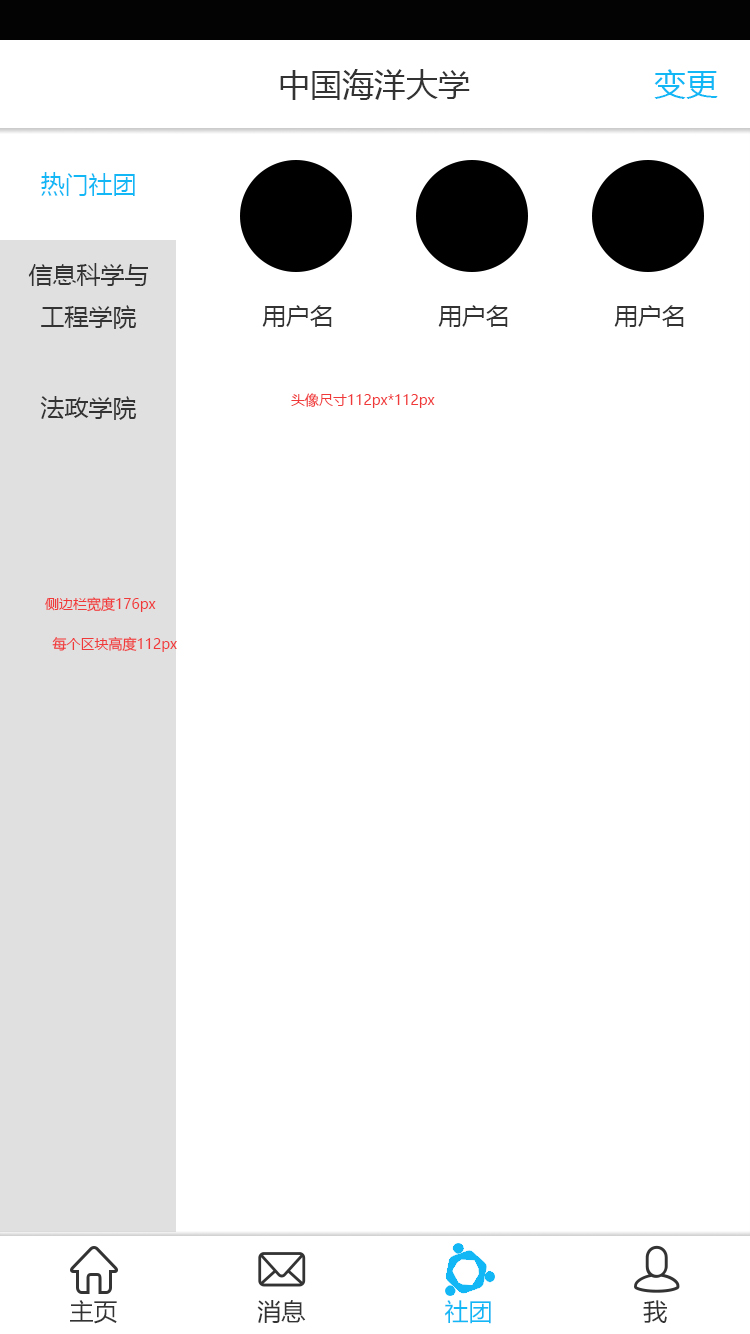 中国海洋大学
变更
热门社团
信息科学与
工程学院
法政学院
用户名
用户名
用户名
头像尺寸112px*112px
侧边栏宽度176px
每个区块高度112px
主页
消息
社团
我